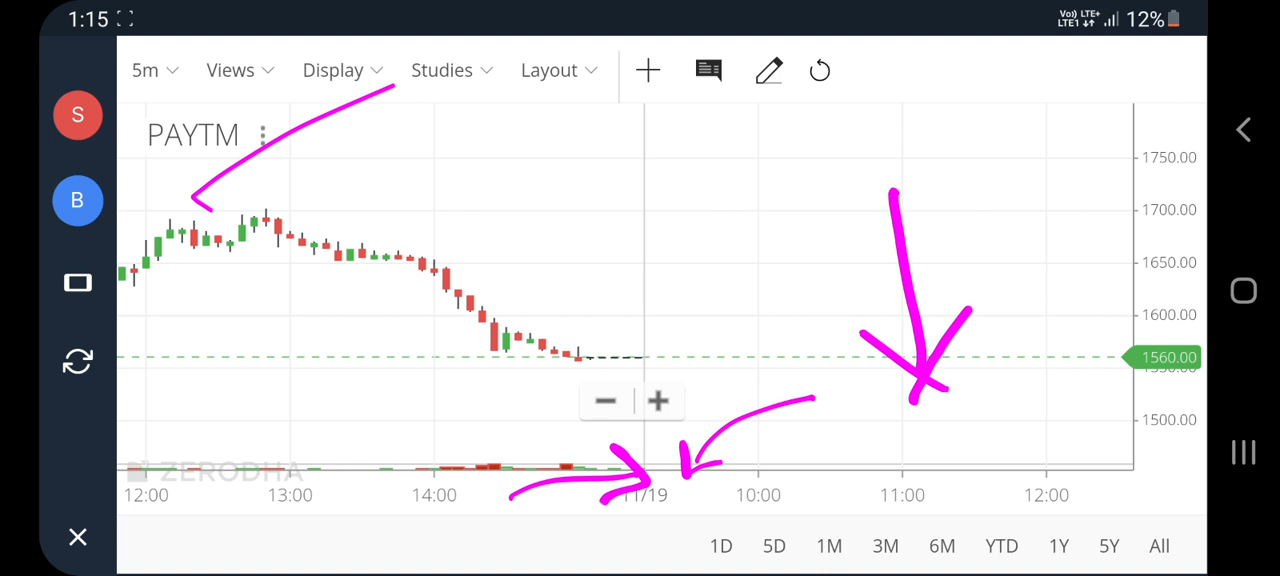 1:15 Vo)) LTE+ LTE1 12%
5m Views Display Studies Layout
S
PAYTM
B
1750.00
1700.00
1650.00
1600.00
1560.00
1550.00
1500.00
ZERODHA
12:00 13:00 14:00 11/19 10:00 11:00 12:00
1D 5D 1M 3M 6M YTD 1Y 5Y All